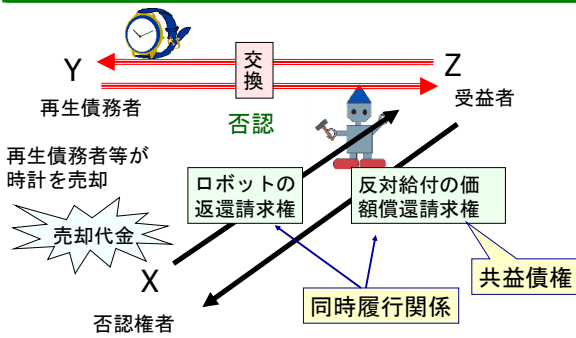 交
換
Y
Z
再生債務者
受益者
否認
再生債務者等が
時計を売却
ロボットの
返還請求権
反対給付の価
額償還請求権
売却代金
X
共益債権
同時履行関係
否認権者